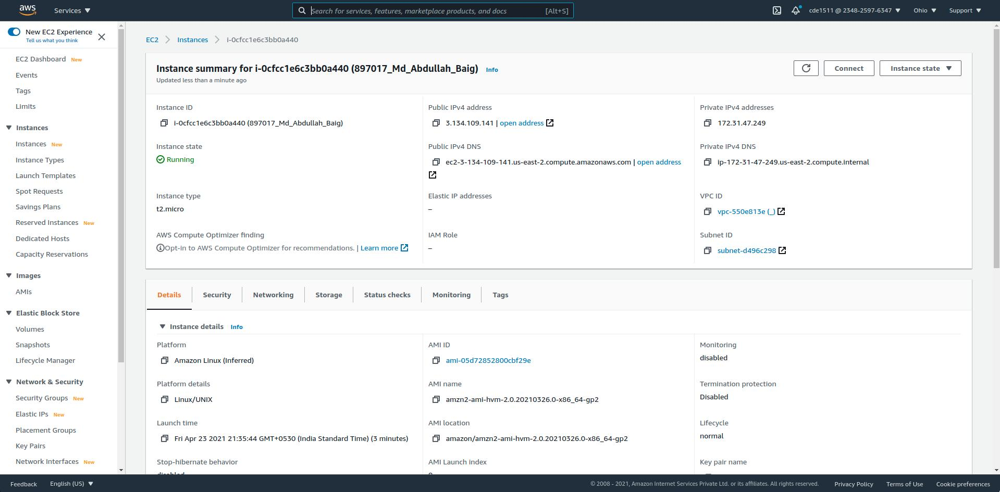 aws
Services
Search for services, features, marketplace products, and docs [Alt+S]
cde1511 @ 2348-2597-6347
Ohio
Support
New EC2 Experience
Tell us what you think
EC2 Dashboard New
Events
Tags
Limits
Instances
Instances New
Instance Types
Launch Templates
Spot Requests
Savings Plans
Reserved Instances New
Dedicated Hosts
Capacity Reservations
Images
AMIs
Elastic Block Store
Volumes
Snapshots
Lifecycle Manager
Network & Security
Security Groups New
Elastic IPs New
Placement Groups
Key Pairs
Network Interfaces New
EC2 Instances i-0cfcc1e6c3bb0a440
Instance summary for i-0cfcc1e6c3bb0a440 (897017_Md_Abdullah_Baig) Info
Updated less than a minute ago
Connect
Instance state
Instance ID
i-0cfcc1e6c3bb0a440 (897017_Md_Abdullah_Baig)
Public IPv4 address
3.134.109.141 | open address
Private IPv4 addresses
172.31.47.249
Instance state
Running
Public IPv4 DNS
ec2-3-134-109-141.us-east-2.compute.amazonaws.com | open address
Private IPv4 DNS
ip-172-31-47-249.us-east-2.compute.internal
Instance type
t2.micro
Elastic IP addresses
–
VPC ID
vpc-550e813e (_)
AWS Compute Optimizer finding
Opt-in to AWS Compute Optimizer for recommendations. | Learn more
IAM Role
–
Subnet ID
subnet-d496c298
Details
Security
Networking
Storage
Status checks
Monitoring
Tags
Instance details Info
Platform
Amazon Linux (Inferred)
AMI ID
ami-05d72852800cbf29e
Monitoring
disabled
Platform details
Linux/UNIX
AMI name
amzn2-ami-hvm-2.0.20210326.0-x86_64-gp2
Termination protection
Disabled
Launch time
Fri Apr 23 2021 21:35:44 GMT+0530 (India Standard Time) (3 minutes)
AMI location
amazon/amzn2-ami-hvm-2.0.20210326.0-x86_64-gp2
Lifecycle
normal
Stop-hibernate behavior
AMI Launch index
Key pair name
Feedback
English (US)
© 2008 - 2021, Amazon Internet Services Private Ltd. or its affiliates. All rights reserved.
Privacy Policy
Terms of Use
Cookie preferences